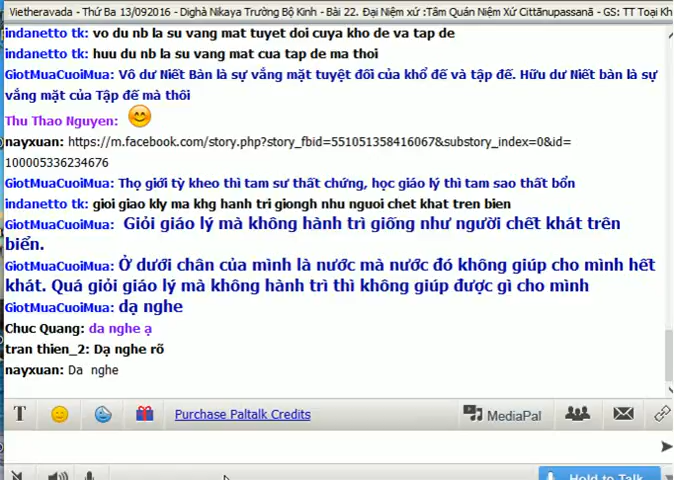 Vietheravada - Thứ Ba 13/09/2016 - Dighà Nikaya Trường Bộ Kinh - Bài 22. Đại Niệm xứ :Tâm Quán Niệm Xứ Cittānupassanā - GS: TT Toại Kh
indanetto tk: vo du nb la su vang mat tuyet doi cuya kho de va tap de
indanetto tk: huu du nb la su vang mat cua tap de ma thoi
GiotMuaCuoiMua: Vô dư Niết Bàn là sự vắng mặt tuyệt đối của khổ đế và tập đế. Hữu dư Niết bàn là sự
vắng mặt của Tập đế mà thôi
Thu Thao Nguyen:
nayxuan: https://m.facebook.com/story.php?story_fbid=551051358416067&substory_index=0&id=
100005336234676
GiotMuaCuoiMua: Thọ giới tỳ kheo thì tam sư thất chứng, học giáo lý thì tam sao thất bổn
indanetto tk: gioi giao kly ma khg hanh tri giongh nhu nguoi chet khat tren bien
GiotMuaCuoiMua: Giỏi giáo lý mà không hành trì giống như người chết khát trên
biển.
GiotMuaCuoiMua: Ở dưới chân của mình là nước mà nước đó không giúp cho mình hết
khát. Quá giỏi giáo lý mà không hành trì thì không giúp được gì cho mình
GiotMuaCuoiMua: dạ nghe
Chuc Quang: da nghe ạ
tran thien_2: Dạ nghe rõ
nayxuan: Da nghe
T Purchase Paltalk Credits MediaPal
Hold to Talk